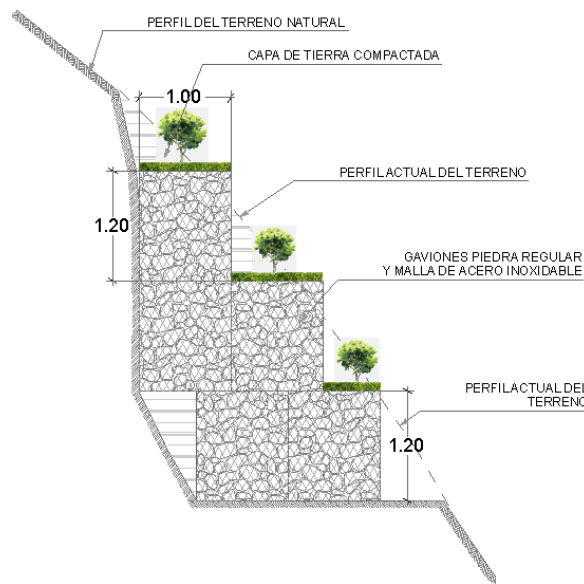 PERFIL DEL TERRENO NATURAL
CAPA DE TIERRA COMPACTADA
1.00
PERFIL ACTUAL DEL TERRENO
1.20
GAVIONES PIEDRA REGULAR
Y MALLA DE ACERO INOXIDABLE
PERFIL ACTUAL DEL
TERRENO
1.20